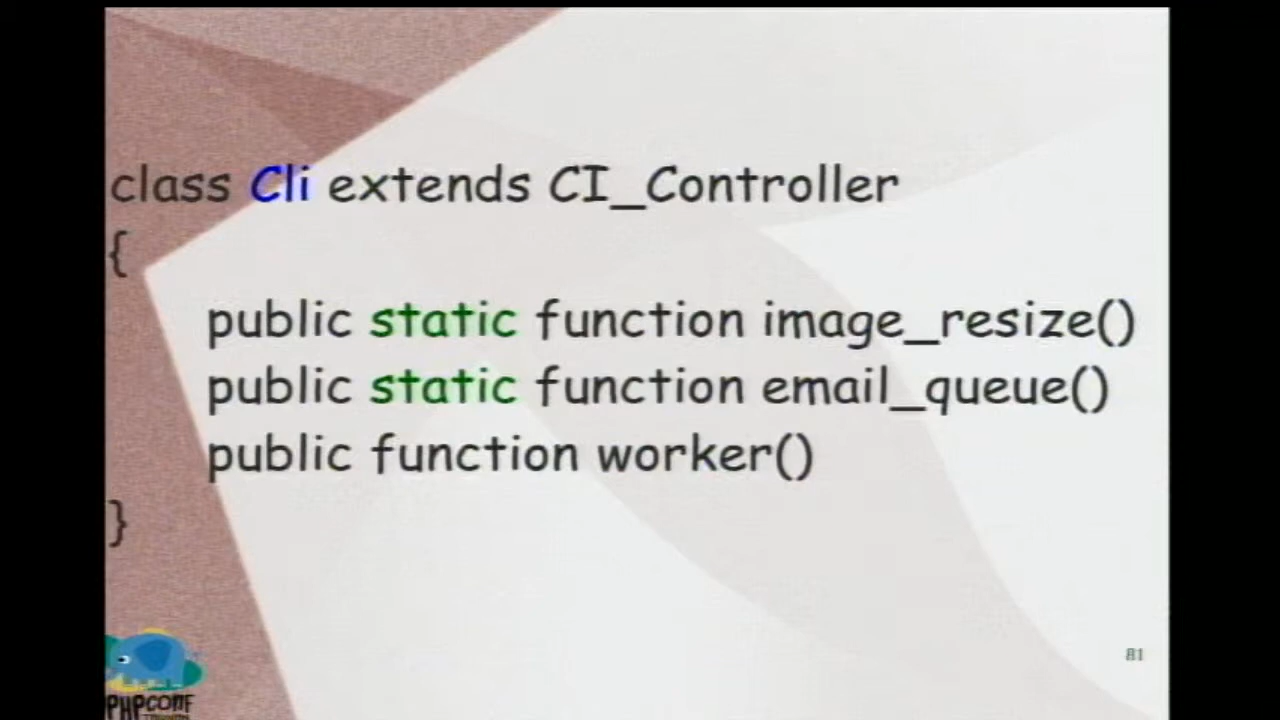 class Cli extends CI_Controller
{
public static function image_resize()
public static function email_queue()
public function worker()
}
81
PHPCONF